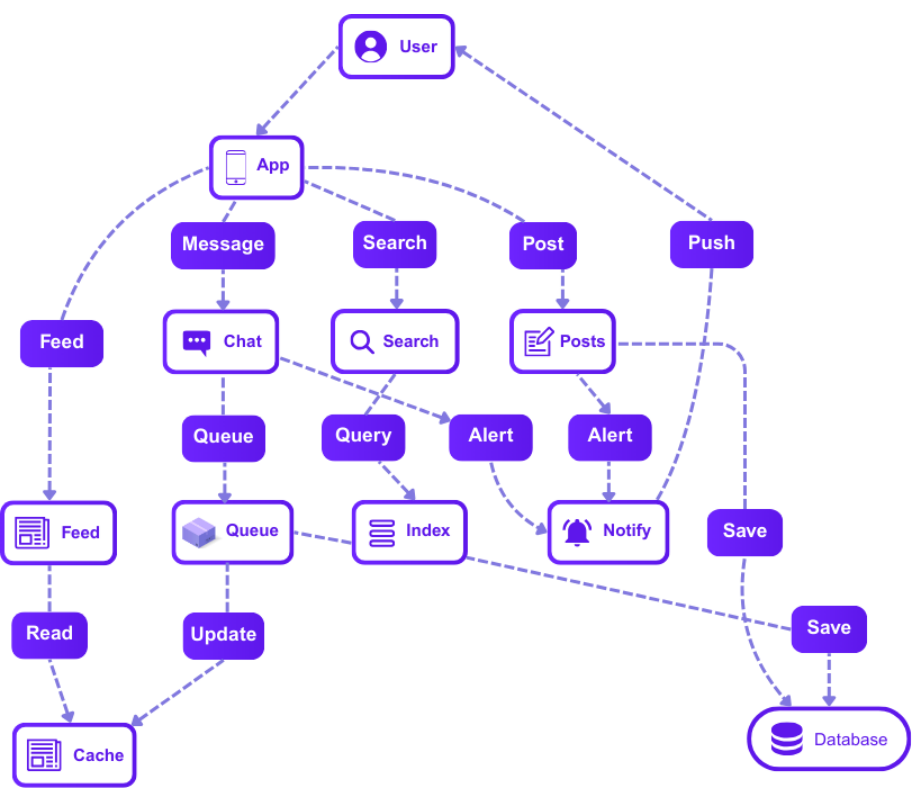 User
App
Message
Search
Post
Push
Feed
Chat
Search
Posts
Queue
Query
Alert
Alert
Feed
Queue
Index
Notify
Save
Read
Update
Save
Cache
Database